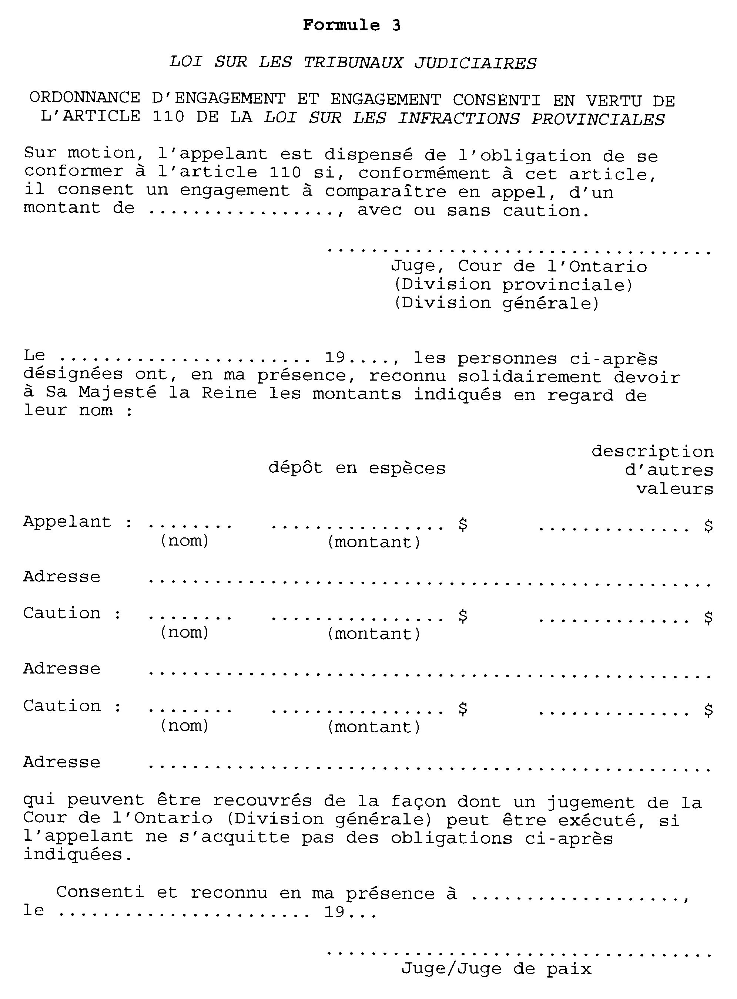 Formule 3
LOI SUR LES TRIBUNAUX JUDICIAIRES
ORDONNANCE D'ENGAGEMENT ET ENGAGEMENT CONSENTI EN VERTU DE
L'ARTICLE 110 DE LA LOI SUR LES INFRACTIONS PROVINCIALES
Sur motion, l'appelant est dispensé de l'obligation de se
conformer à l'article 110 si, conformément à cet article,
il consent un engagement à comparaître en appel, d'un
montant de ................., avec ou sans caution.
...................................
Juge, Cour de l'Ontario
(Division provinciale)
(Division générale)
Le ....................... 19...., les personnes ci-après
désignées ont, en ma présence, reconnu solidairement devoir
à Sa Majesté la Reine les montants indiqués en regard de
leur nom :
dépôt en espèces description
d'autres
valeurs
Appelant : ........ ................ $ .............. $
(nom) (montant)
Adresse ...................................................
Caution : ........ ................ $ .............. $
(nom) (montant)
Adresse ...................................................
Caution : ........ ................ $ .............. $
(nom) (montant)
Adresse ...................................................
qui peuvent être recouvrés de la façon dont un jugement de la
Cour de l'Ontario (Division générale) peut être exécuté, si
l'appelant ne s'acquitte pas des obligations ci-après
indiquées.
Consenti et reconnu en ma présence à ...................,
le ....................... 19...
...................................
Juge/Juge de paix